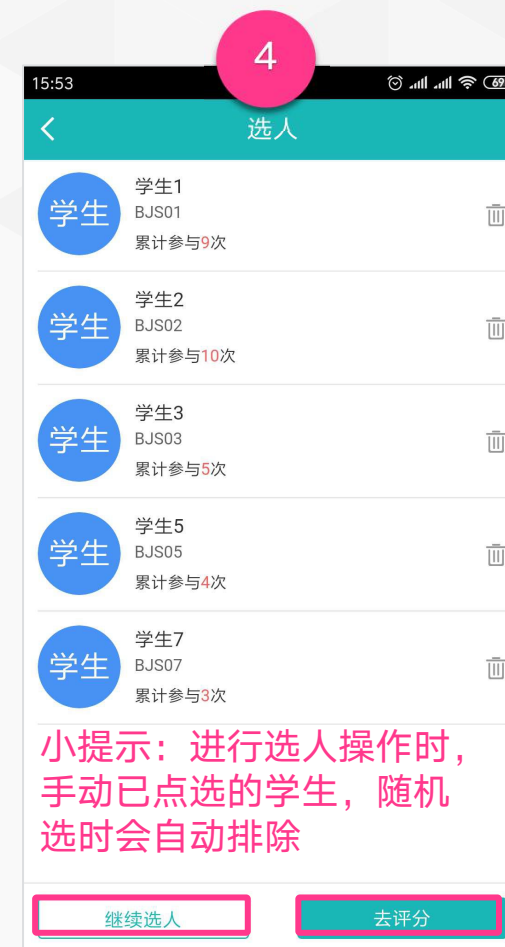 4
15:53
69
选人
学生
学生1
BJS01
累计参与9次
学生
学生2
BJS02
累计参与10次
学生
学生3
BJS03
累计参与5次
学生
学生5
BJS05
累计参与4次
学生
学生7
BJS07
累计参与3次
小提示：进行选人操作时，
手动已点选的学生，随机
选时会自动排除
继续选人
去评分